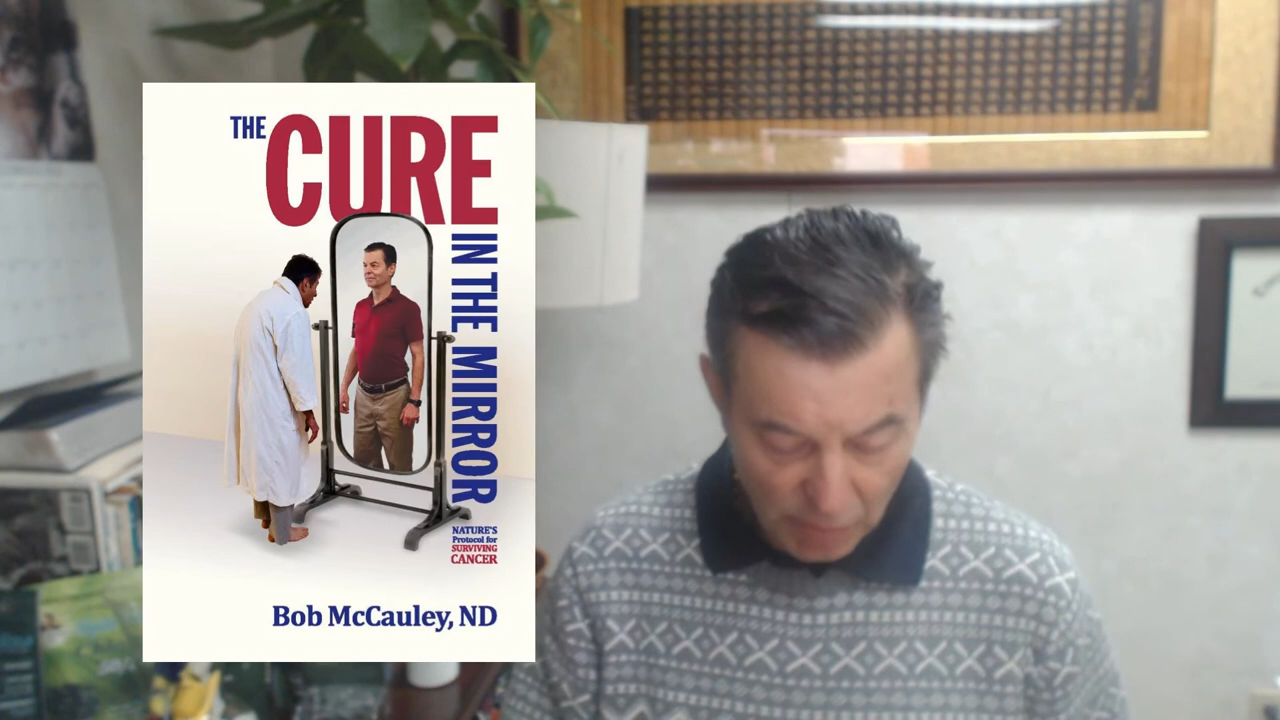 THE
CURE
IN THE MIRROR
NATURE'S
Protocol for
SURVIVING
CANCER
Bob McCauley, ND